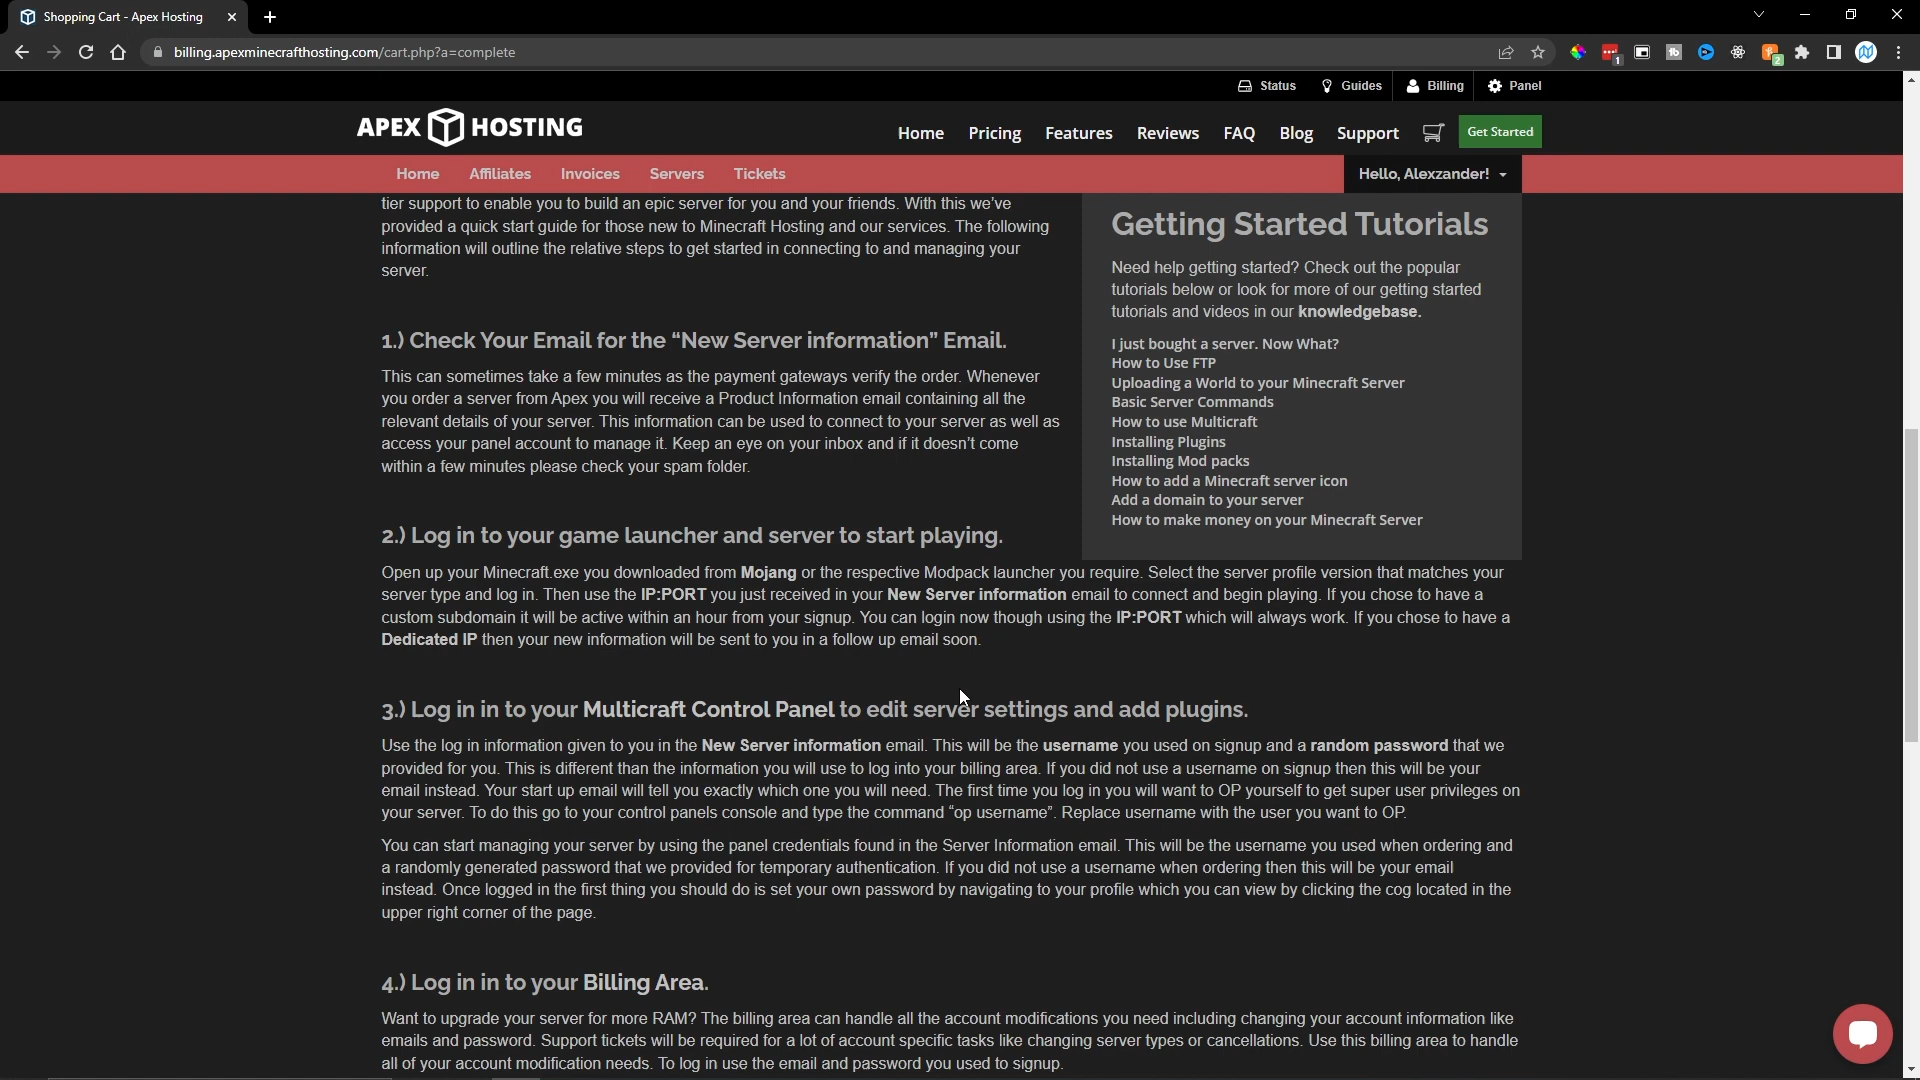 Shopping Cart - Apex Hosting
billing.apexminecrafthosting.com/cart.php?a=complete
1
2
Status Guides Billing Panel
APEX HOSTING
Home Pricing Features Reviews FAQ Blog Support Get Started
Home Affiliates Invoices Servers Tickets Hello, Alexzander!
tier support to enable you to build an epic server for you and your friends. With this we've
provided a quick start guide for those new to Minecraft Hosting and our services. The following
information will outline the relative steps to get started in connecting to and managing your
server.
1.) Check Your Email for the “New Server information” Email.
This can sometimes take a few minutes as the payment gateways verify the order. Whenever
you order a server from Apex you will receive a Product Information email containing all the
relevant details of your server. This information can be used to connect to your server as well as
access your panel account to manage it. Keep an eye on your inbox and if it doesn't come
within a few minutes please check your spam folder.
Getting Started Tutorials
Need help getting started? Check out the popular
tutorials below or look for more of our getting started
tutorials and videos in our knowledgebase.
I just bought a server. Now What?
How to Use FTP
Uploading a World to your Minecraft Server
Basic Server Commands
How to use Multicraft
Installing Plugins
Installing Mod packs
How to add a Minecraft server icon
Add a domain to your server
How to make money on your Minecraft Server
2.) Log in to your game launcher and server to start playing.
Open up your Minecraft.exe you downloaded from Mojang or the respective Modpack launcher you require. Select the server profile version that matches your
server type and log in. Then use the IP:PORT you just received in your New Server information email to connect and begin playing. If you chose to have a
custom subdomain it will be active within an hour from your signup. You can login now though using the IP:PORT which will always work. If you chose to have a
Dedicated IP then your new information will be sent to you in a follow up email soon.
3.) Log in in to your Multicraft Control Panel to edit server settings and add plugins.
Use the log in information given to you in the New Server information email. This will be the username you used on signup and a random password that we
provided for you. This is different than the information you will use to log into your billing area. If you did not use a username on signup then this will be your
email instead. Your start up email will tell you exactly which one you will need. The first time you log in you will want to OP yourself to get super user privileges on
your server. To do this go to your control panels console and type the command “op username”. Replace username with the user you want to OP.
You can start managing your server by using the panel credentials found in the Server Information email. This will be the username you used when ordering and
a randomly generated password that we provided for temporary authentication. If you did not use a username when ordering then this will be your email
instead. Once logged in the first thing you should do is set your own password by navigating to your profile which you can view by clicking the cog located in the
upper right corner of the page.
4.) Log in in to your Billing Area.
Want to upgrade your server for more RAM? The billing area can handle all the account modifications you need including changing your account information like
emails and password. Support tickets will be required for a lot of account specific tasks like changing server types or cancellations. Use this billing area to handle
all of your account modification needs. To log in use the email and password you used to signup.